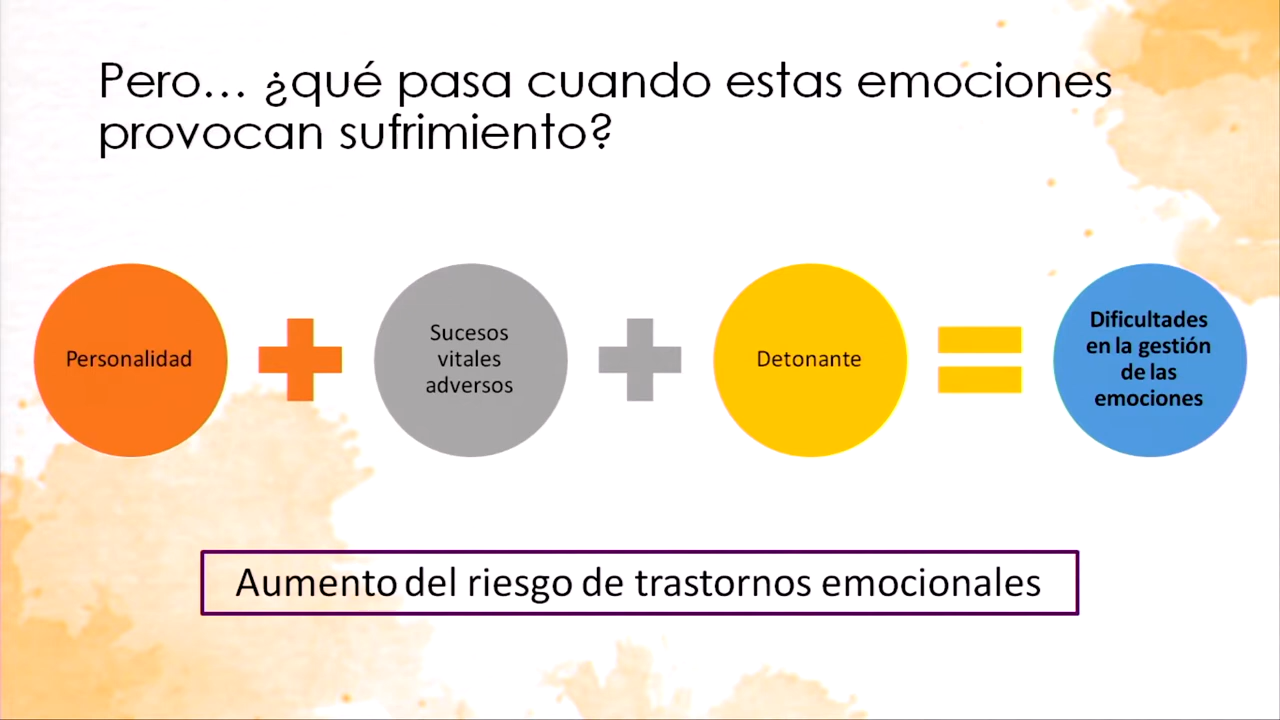 Pero... ¿qué pasa cuando estas emociones
provocan sufrimiento?
Personalidad
Sucesos
vitales
adversos
Detonante
Dificultades
en la gestión
de las
emociones
Aumento del riesgo de trastornos emocionales